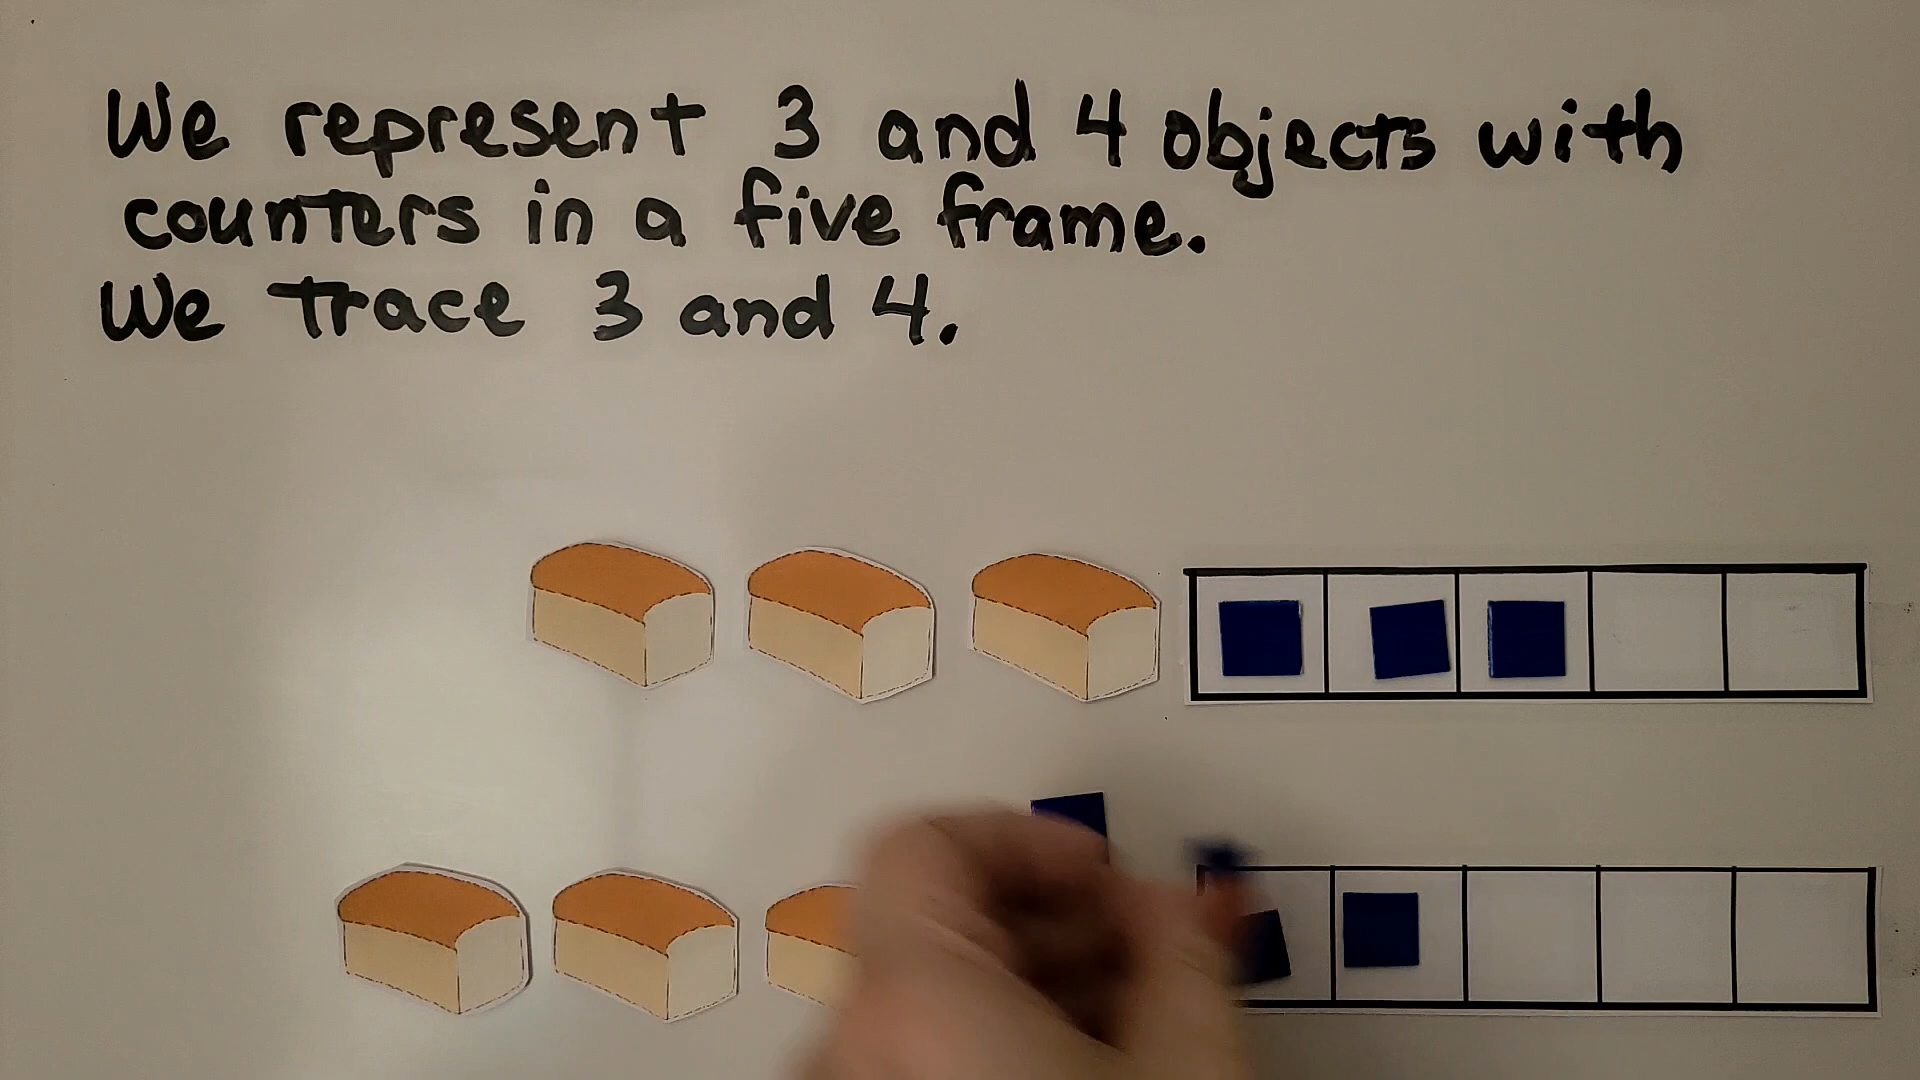 We represent 3 and 4 objects with
counters in a five frame.
We trace 3 and 4.